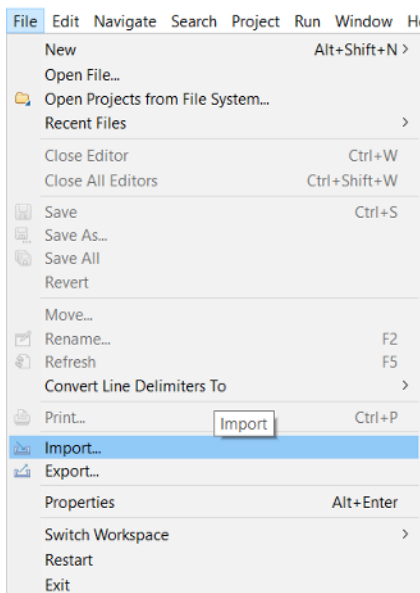 File Edit Navigate Search Project Run Window
New Alt+Shift+N >
Open File...
Open Projects from File System...
Recent Files >
Close Editor Ctrl+W
Close All Editors Ctrl+Shift+W
Save Ctrl+S
Save As...
Save All
Revert
Move...
Rename... F2
Refresh F5
Convert Line Delimiters To >
Print... Ctrl+P
Import
Import...
Export...
Properties Alt+Enter
Switch Workspace >
Restart
Exit